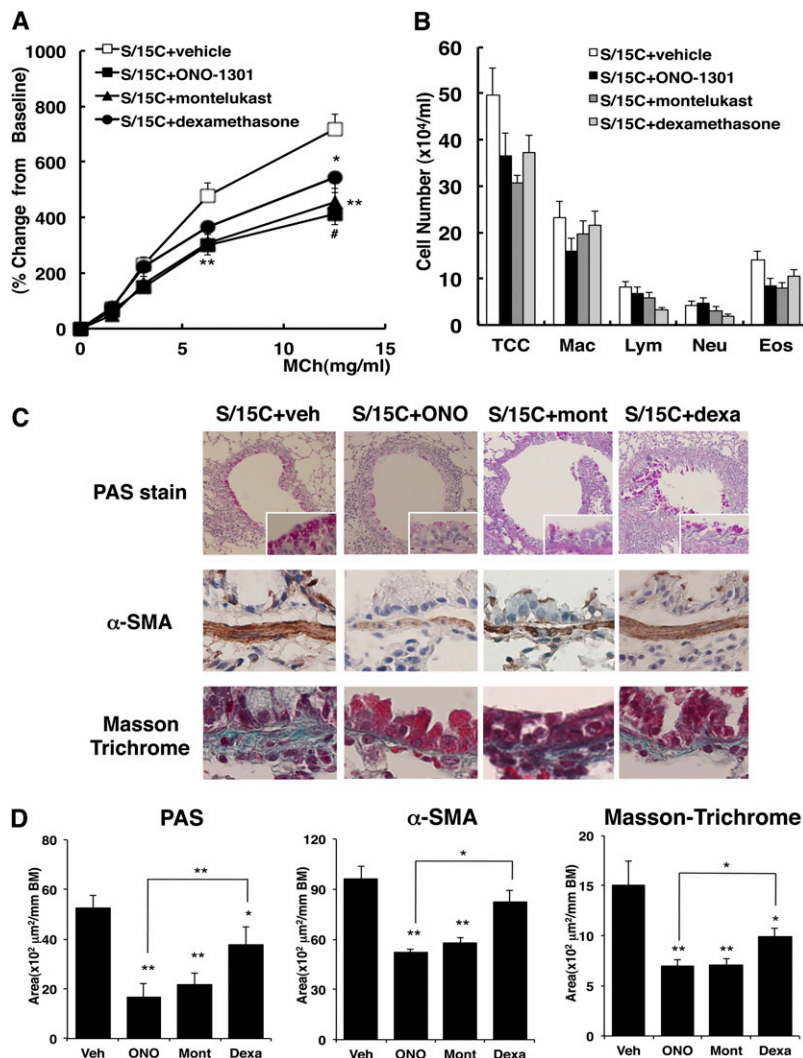 A
1000
800
600
400
200
0
(% Change from Baseline)
S/15C+vehicle
S/15C+ONO-1301
S/15C+montelukast
S/15C+dexamethasone
*
**
#
**
0
5
10
15
MCh(mg/ml)
B
60
50
40
30
20
10
0
Cell Number (x10⁴/ml)
S/15C+vehicle
S/15C+ONO-1301
S/15C+montelukast
S/15C+dexamethasone
TCC Mac Lym Neu Eos
C
S/15C+veh S/15C+ONO S/15C+mont S/15C+dexa
PAS stain
α-SMA
Masson
Trichrome
D
PAS
Area(x10² µm²/mm BM)
80
60
40
20
0
**
*
**
**
Veh ONO Mont Dexa
α-SMA
Area(x10² µm²/mm BM)
120
90
60
30
0
*
**
**
Veh ONO Mont Dexa
Masson-Trichrome
Area(x10² µm²/mm BM)
20
15
10
5
0
*
*
**
**
Veh ONO Mont Dexa